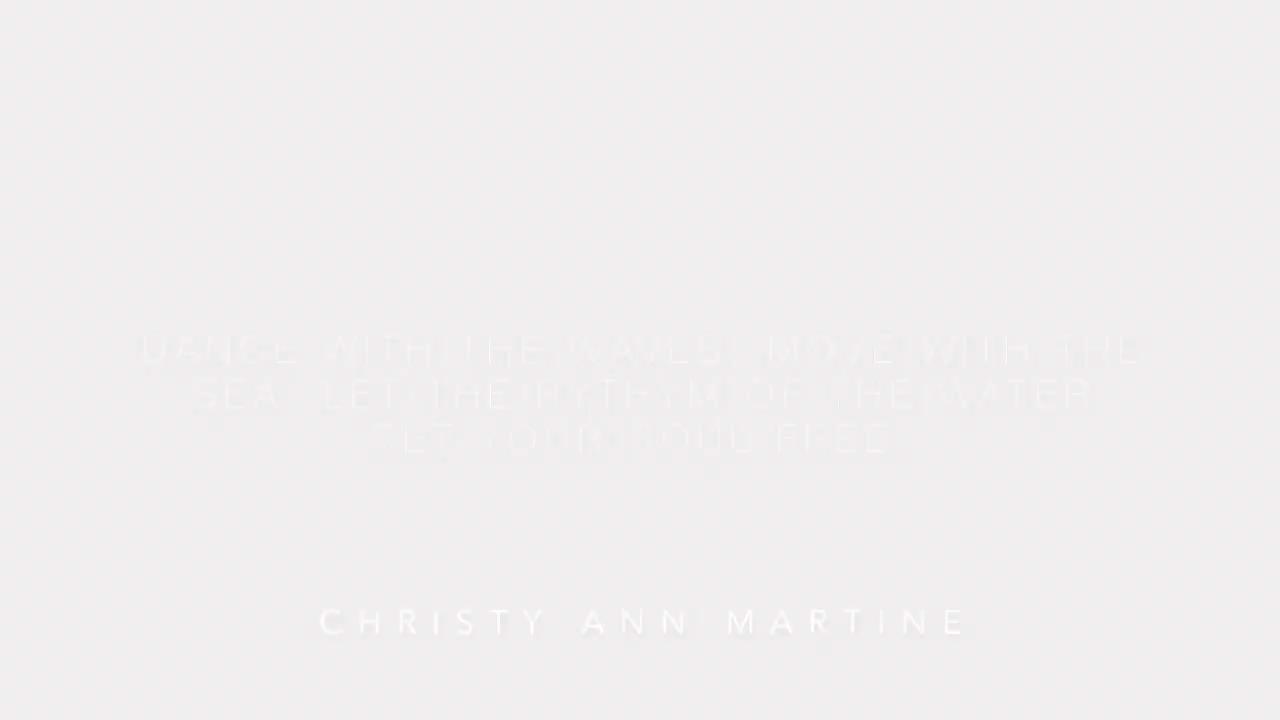 DANCE WITH THE WAVES, MOVE WITH THE
SEA. LET THE RYTHYM OF THE WATER
SET YOUR SOUL FREE
CHRISTY ANN MARTINE